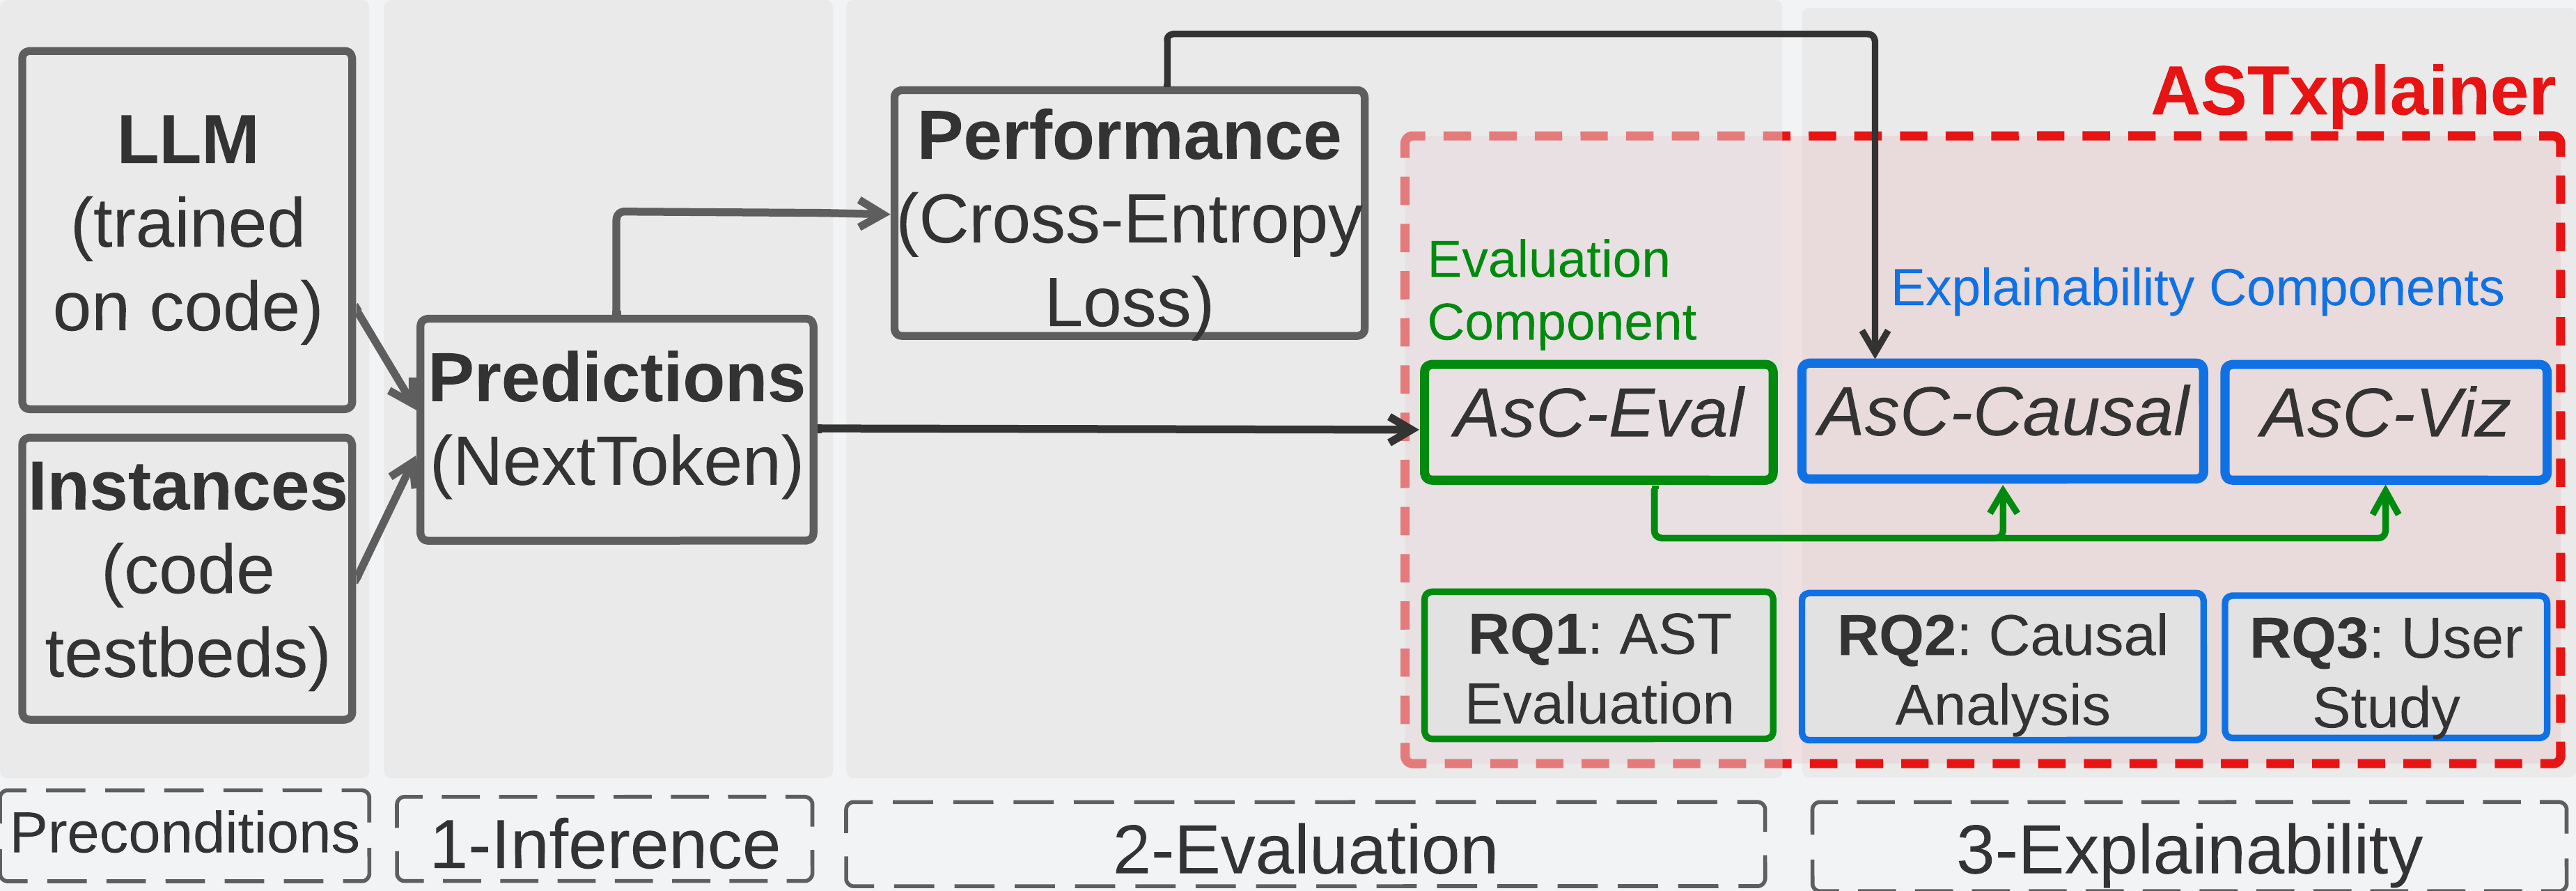 LLM
(trained
on code)
Instances
(code
testbeds)
Predictions
(NextToken)
Performance
(Cross-Entropy
Loss)
ASTxplainer
Evaluation
Component
Explainability Components
AsC-Eval
AsC-Causal
AsC-Viz
RQ1: AST
Evaluation
RQ2: Causal
Analysis
RQ3: User
Study
Preconditions
1-Inference
2-Evaluation
3-Explainability